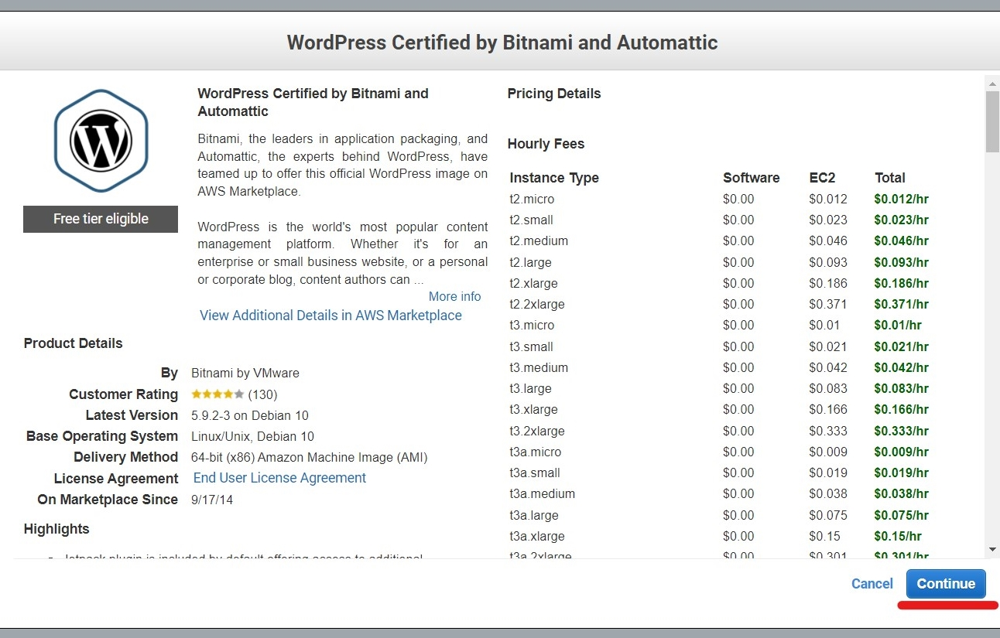 WordPress Certified by Bitnami and Automattic
Free tier eligible
WordPress Certified by Bitnami and
Automattic
Bitnami, the leaders in application packaging, and
Automattic, the experts behind WordPress, have
teamed up to offer this official WordPress image on
AWS Marketplace.
WordPress is the world's most popular content
management platform. Whether it's for an
enterprise or small business website, or a personal
or corporate blog, content authors can ...
More info
View Additional Details in AWS Marketplace
Product Details
By Bitnami by VMware
Customer Rating (130)
Latest Version 5.9.2-3 on Debian 10
Base Operating System Linux/Unix, Debian 10
Delivery Method 64-bit (x86) Amazon Machine Image (AMI)
License Agreement End User License Agreement
On Marketplace Since 9/17/14
Highlights
Jetpack plugin is included by default offering access to additional
Pricing Details
Hourly Fees
Instance Type Software EC2 Total
t2.micro $0.00 $0.012 $0.012/hr
t2.small $0.00 $0.023 $0.023/hr
t2.medium $0.00 $0.046 $0.046/hr
t2.large $0.00 $0.093 $0.093/hr
t2.xlarge $0.00 $0.186 $0.186/hr
t2.2xlarge $0.00 $0.371 $0.371/hr
t3.micro $0.00 $0.01 $0.01/hr
t3.small $0.00 $0.021 $0.021/hr
t3.medium $0.00 $0.042 $0.042/hr
t3.large $0.00 $0.083 $0.083/hr
t3.xlarge $0.00 $0.166 $0.166/hr
t3.2xlarge $0.00 $0.333 $0.333/hr
t3a.micro $0.00 $0.009 $0.009/hr
t3a.small $0.00 $0.019 $0.019/hr
t3a.medium $0.00 $0.038 $0.038/hr
t3a.large $0.00 $0.075 $0.075/hr
t3a.xlarge $0.00 $0.15 $0.15/hr
t3a.2xlarge $0.00 $0.301 $0.301/hr
Cancel Continue